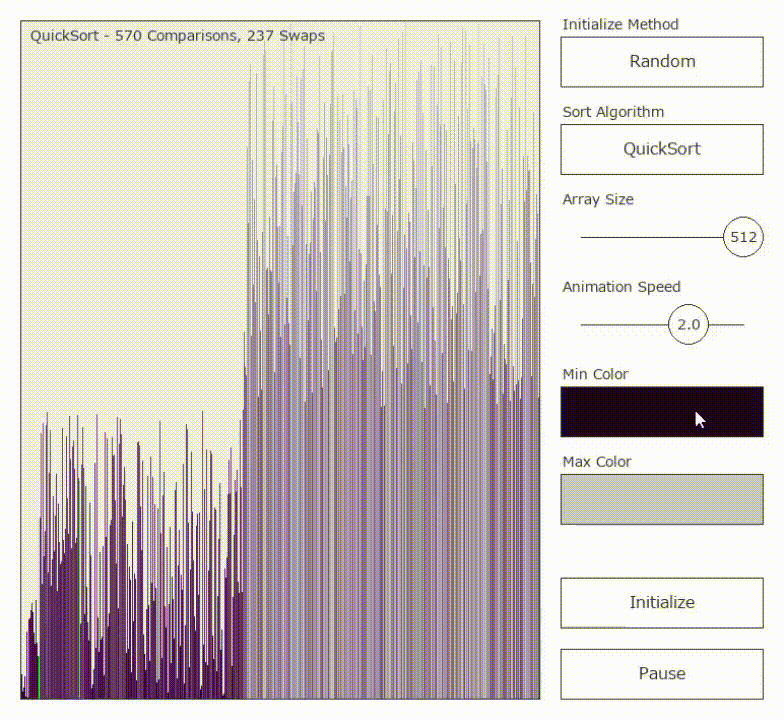 QuickSort - 570 Comparisons, 237 Swaps
Initialize Method
Random
Sort Algorithm
QuickSort
Array Size
512
Animation Speed
2.0
Min Color
Max Color
Initialize
Pause